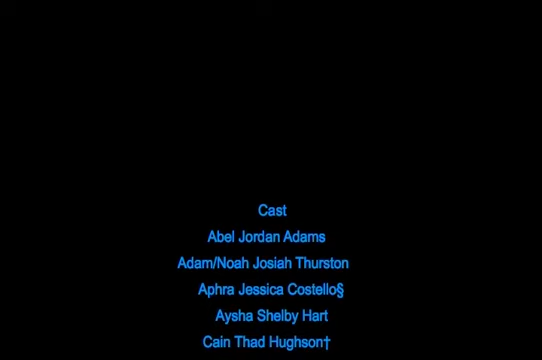 Cast
Abel Jordan Adams
Adam/Noah Josiah Thurston
Aphra Jessica Costello§
Aysha Shelby Hart
Cain Thad Hughson†